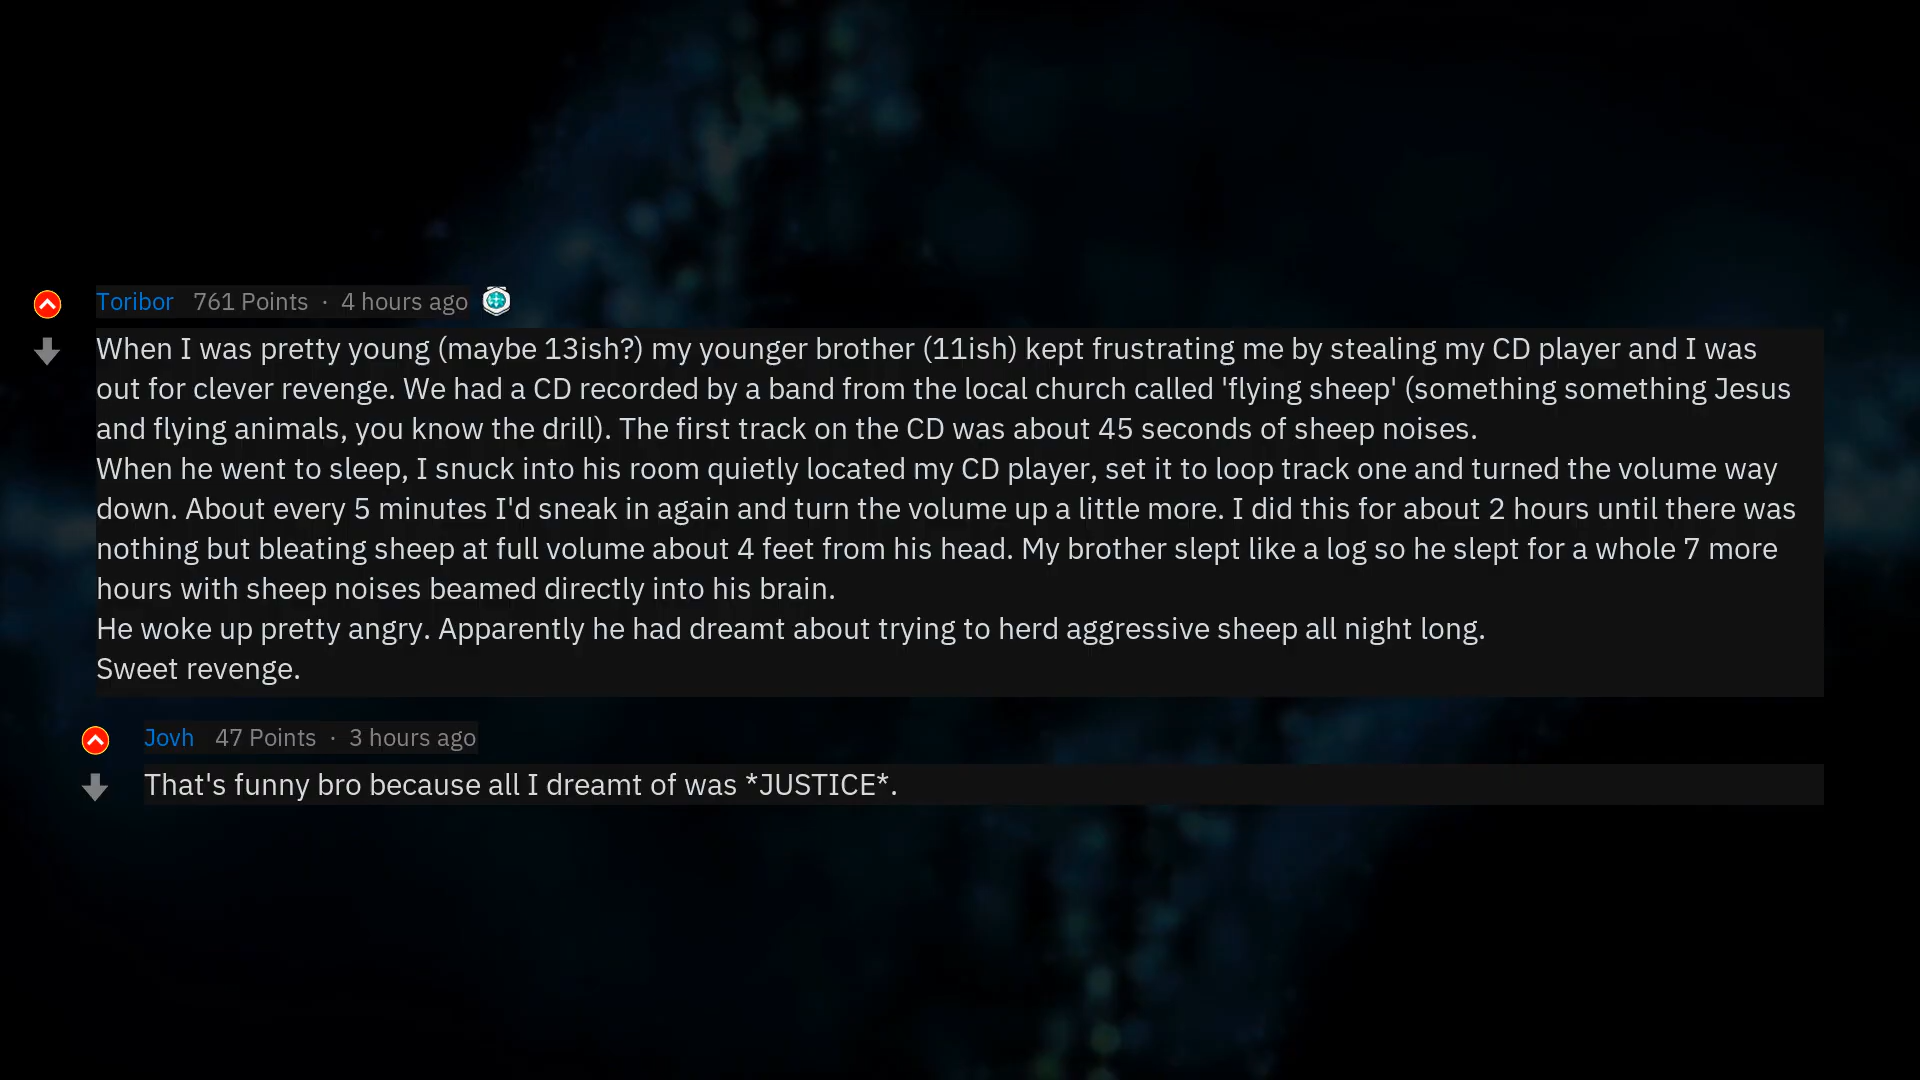 Toribor 761 Points · 4 hours ago
When I was pretty young (maybe 13ish?) my younger brother (11ish) kept frustrating me by stealing my CD player and I was
out for clever revenge. We had a CD recorded by a band from the local church called 'flying sheep' (something something Jesus
and flying animals, you know the drill). The first track on the CD was about 45 seconds of sheep noises.
When he went to sleep, I snuck into his room quietly located my CD player, set it to loop track one and turned the volume way
down. About every 5 minutes I'd sneak in again and turn the volume up a little more. I did this for about 2 hours until there was
nothing but bleating sheep at full volume about 4 feet from his head. My brother slept like a log so he slept for a whole 7 more
hours with sheep noises beamed directly into his brain.
He woke up pretty angry. Apparently he had dreamt about trying to herd aggressive sheep all night long.
Sweet revenge.
Jovh 47 Points · 3 hours ago
That's funny bro because all I dreamt of was *JUSTICE*.